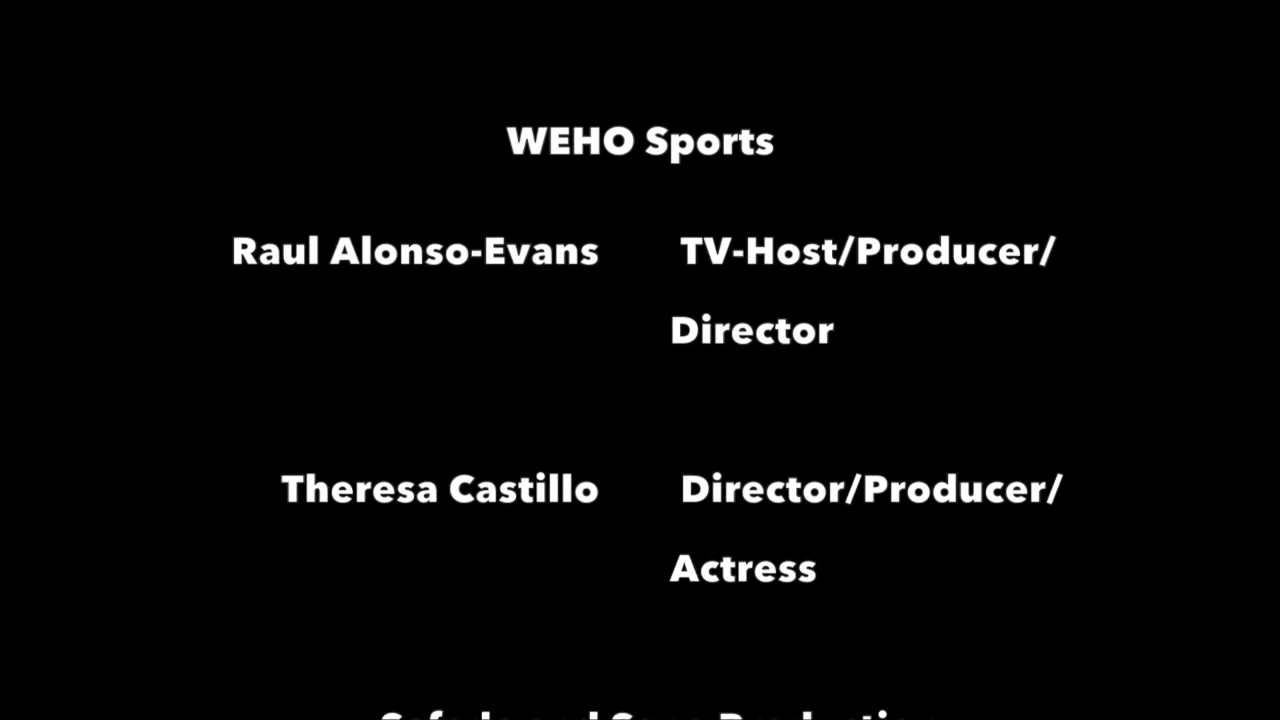 WEHO Sports
Raul Alonso-Evans TV-Host/Producer/
Director
Theresa Castillo Director/Producer/
Actress